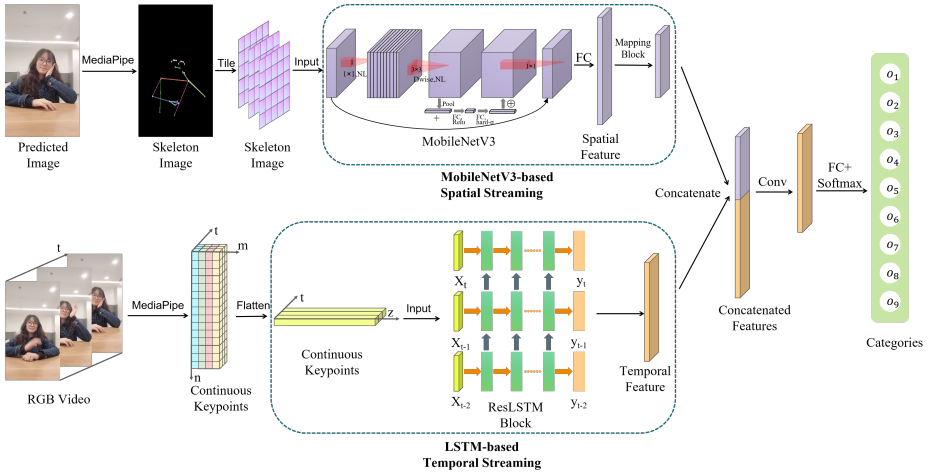 MediaPipe
Tile
Input
1×1,NL
3×3
Dwise,NL
1×1
Pool
+
FC,
Relu
FC,
hard-σ
⊕
MobileNetV3
FC
Mapping
Block
Spatial
Feature
Predicted
Image
Skeleton
Image
Skeleton
Image
MobileNetV3-based
Spatial Streaming
Concatenate
Conv
FC+
Softmax
o1
o2
o3
o4
o5
o6
o7
o8
o9
Categories
Concatenated
Features
t
RGB Video
MediaPipe
t
m
n
Continuous
Keypoints
Flatten
t
z
Continuous
Keypoints
Input
Xt
yt
Xt-1
yt-1
Xt-2
yt-2
ResLSTM
Block
Temporal
Feature
LSTM-based
Temporal Streaming